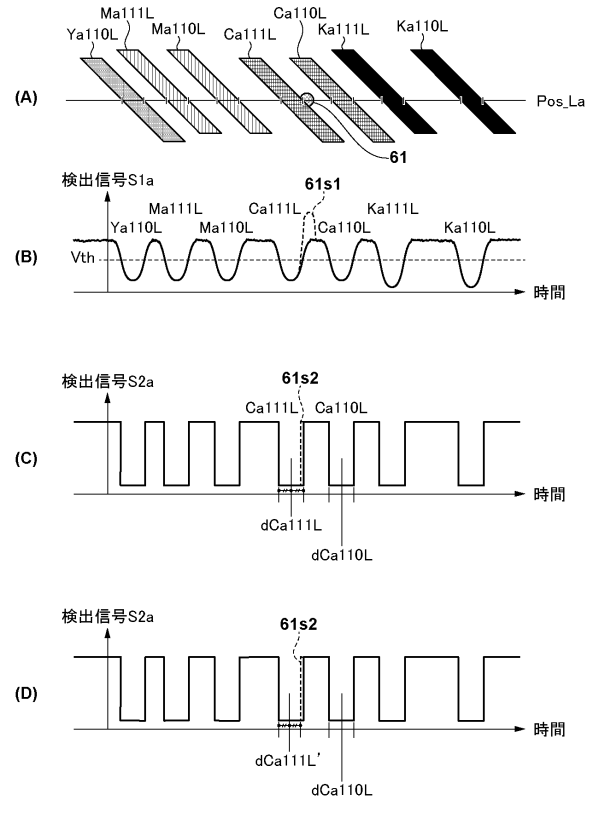 Ya110L Ma111L Ma110L Ca111L Ca110L Ka111L Ka110L
(A)
Pos_La
61
検出信号S1a
61s1
Ma111L Ca111L Ka111L
Ya110L Ma110L Ca110L Ka110L
(B)
Vth
時間
検出信号S2a
61s2
Ca111L Ca110L
(C)
時間
dCa111L
dCa110L
検出信号S2a
61s2
(D)
時間
dCa111L'
dCa110L